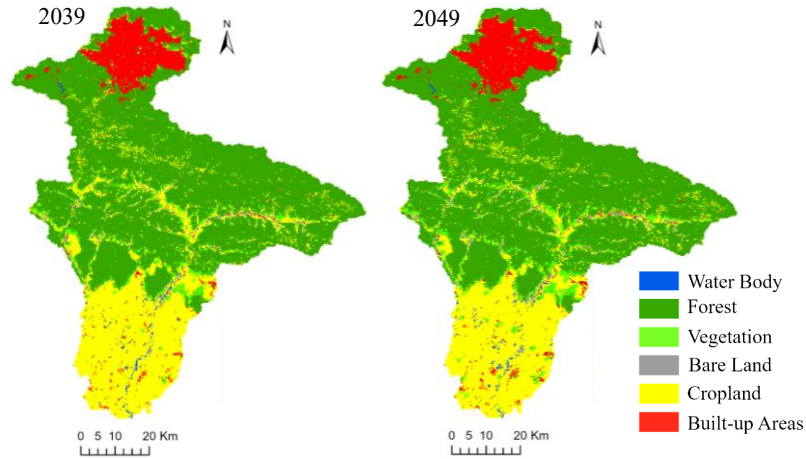 2039
N
2049
N
Water Body
Forest
Vegetation
Bare Land
Cropland
Built-up Areas
0 5 10 20 Km
0 5 10 20 Km